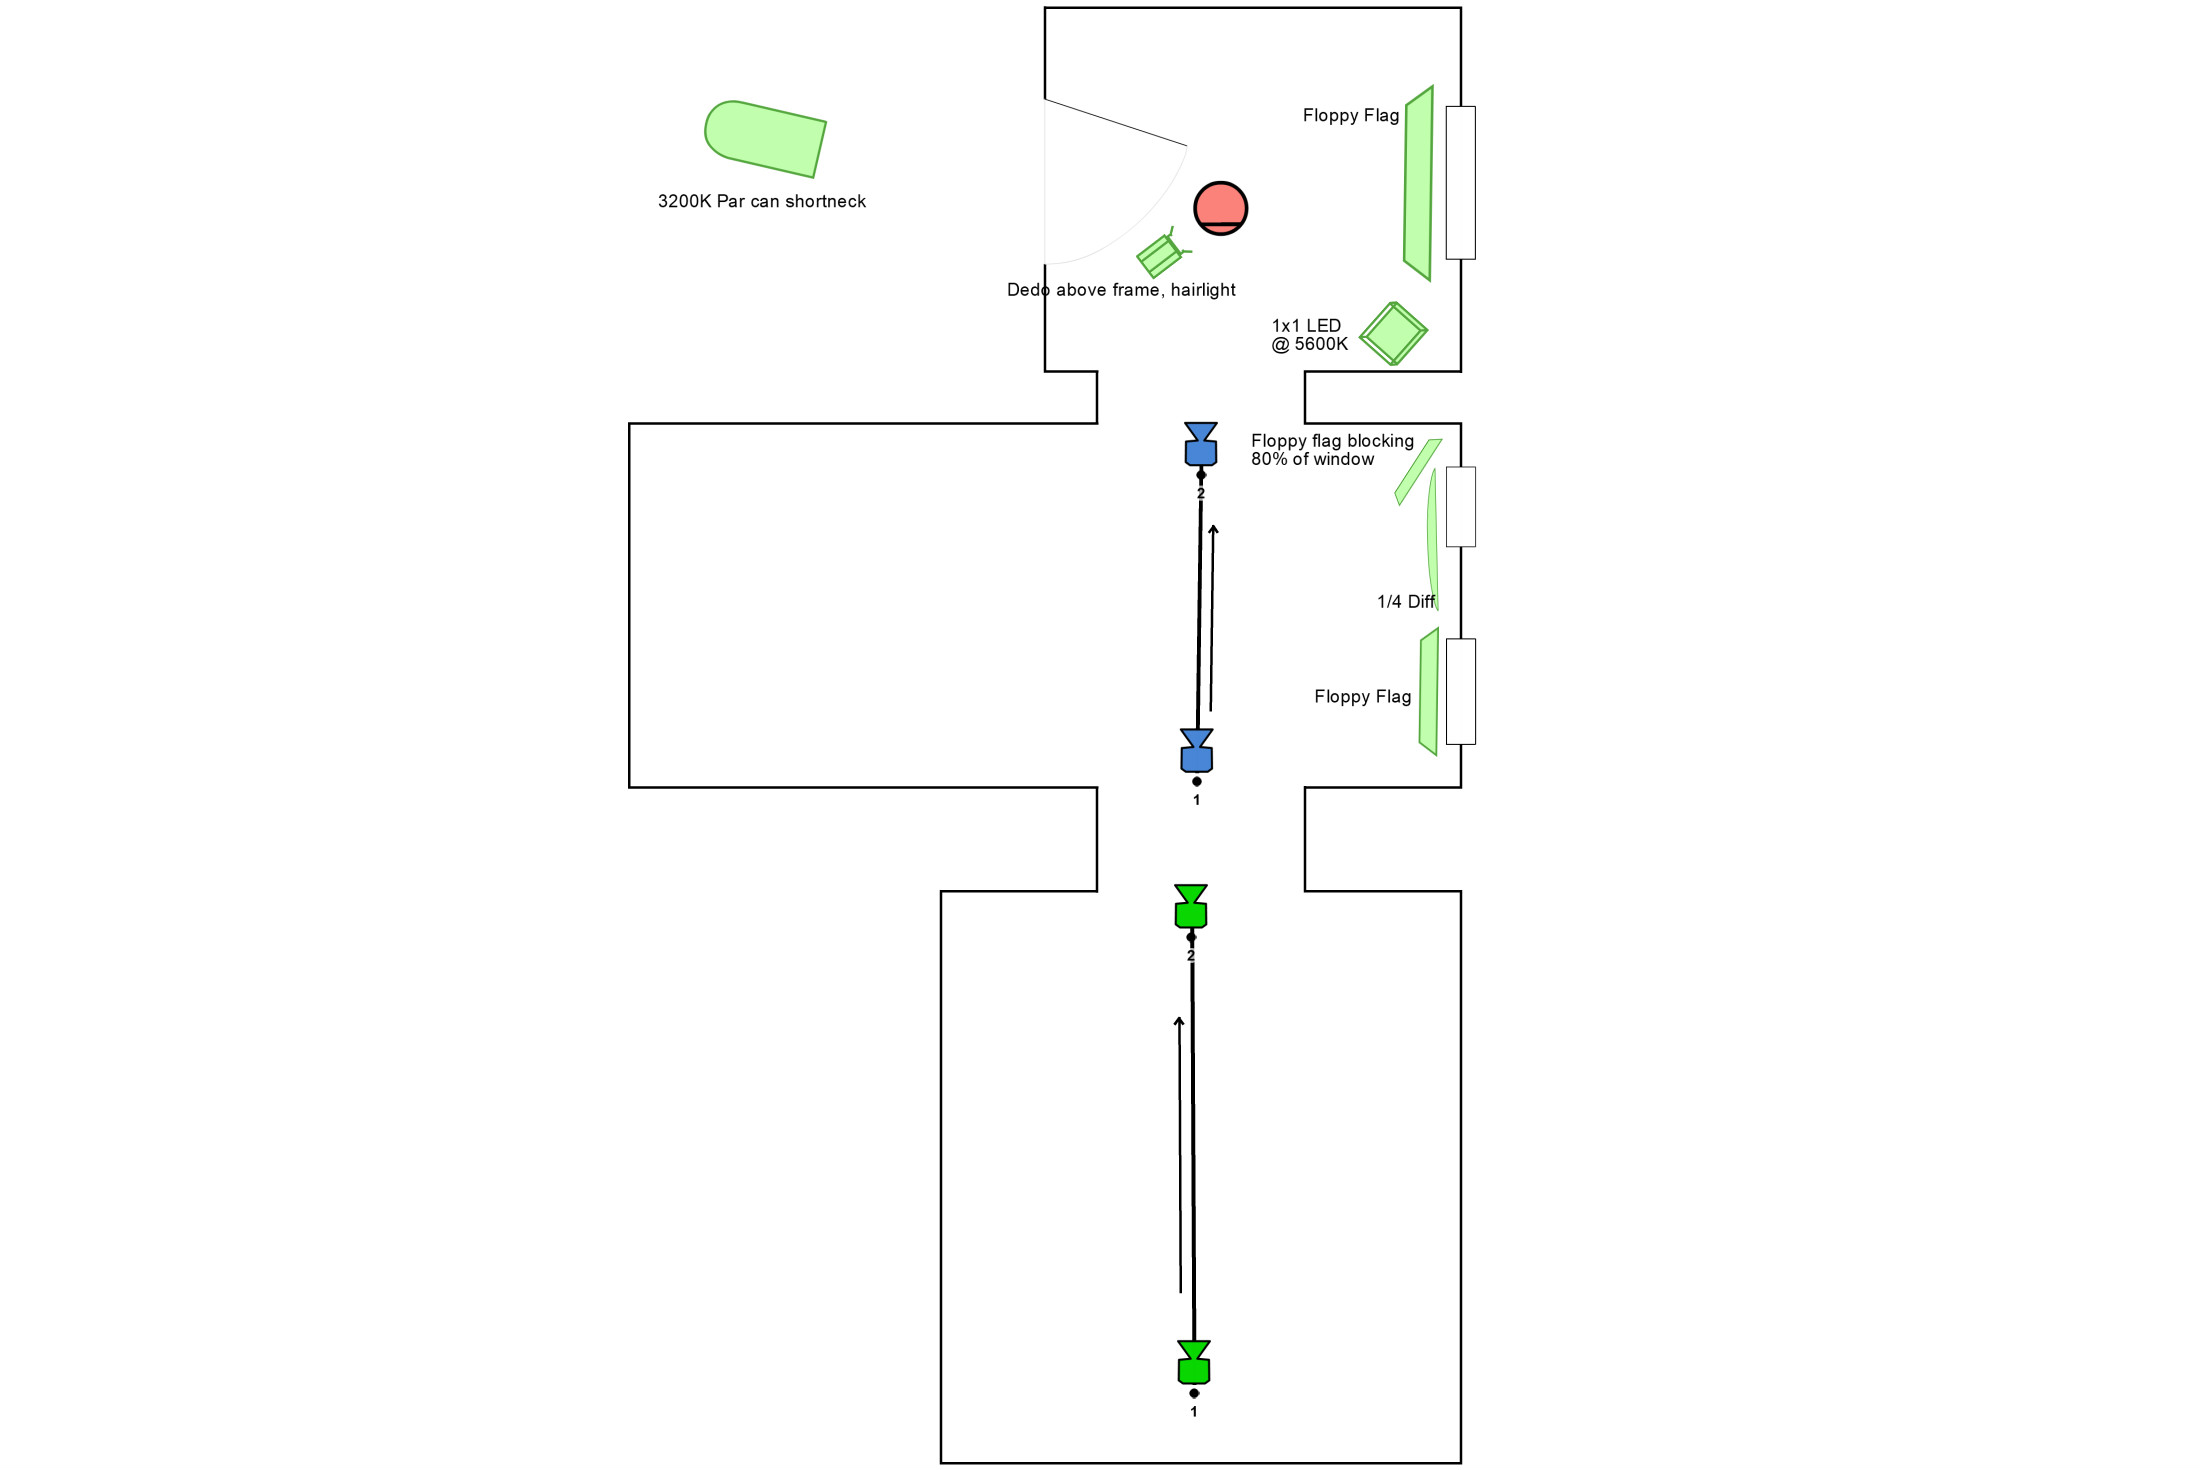 Floppy Flag
3200K Par can shortneck
Dedo above frame, hairlight
1x1 LED
@ 5600K
Floppy flag blocking
80% of window
2
1/4 Diff
Floppy Flag
1
2
1